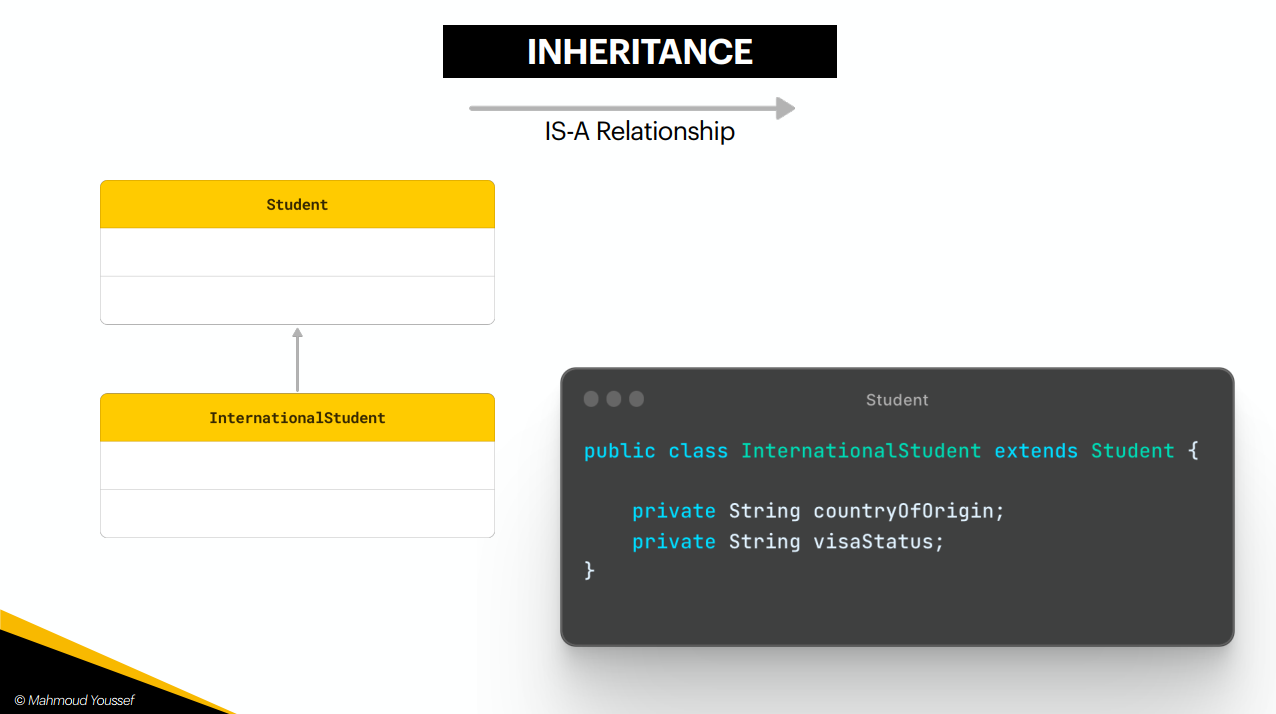 INHERITANCE
IS-A Relationship
Student
InternationalStudent
Student
public class InternationalStudent extends Student {
private String countryOfOrigin;
private String visaStatus;
}
© Mahmoud Youssef